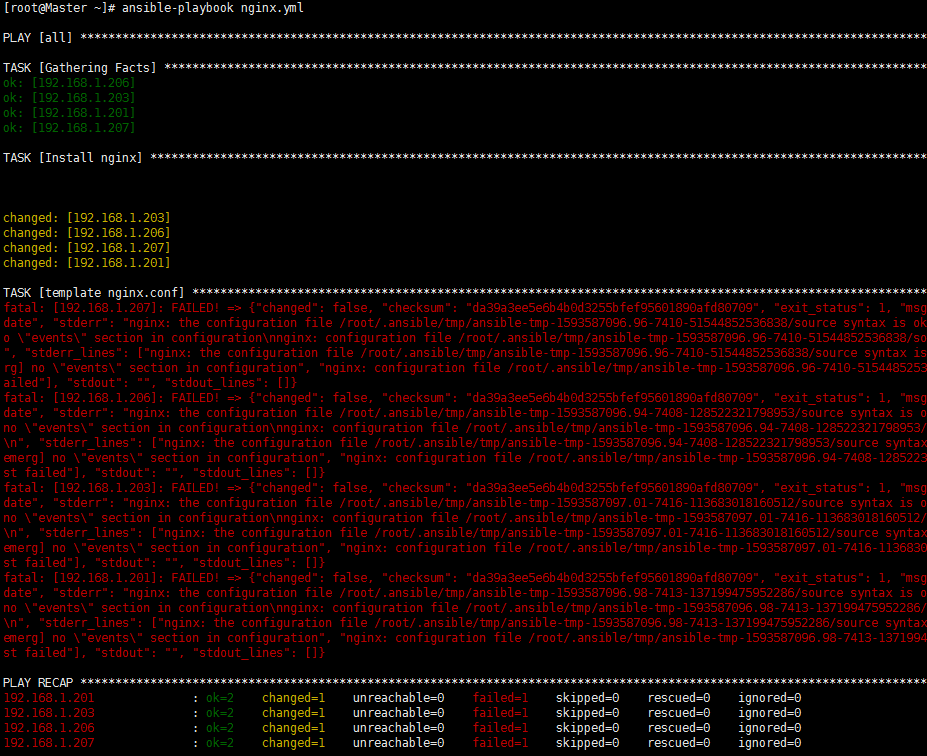 [root@Master ~]# ansible-playbook nginx.yml
PLAY [all] *************************************************************************************************************************
TASK [Gathering Facts] *************************************************************************************************************
ok: [192.168.1.206]
ok: [192.168.1.203]
ok: [192.168.1.201]
ok: [192.168.1.207]
TASK [Install nginx] ***************************************************************************************************************
changed: [192.168.1.203]
changed: [192.168.1.206]
changed: [192.168.1.207]
changed: [192.168.1.201]
TASK [template nginx.conf] *********************************************************************************************************
fatal: [192.168.1.207]: FAILED! => {"changed": false, "checksum": "da39a3ee5e6b4b0d3255bfef95601890afd80709", "exit_status": 1, "msg
date", "stderr": "nginx: the configuration file /root/.ansible/tmp/ansible-tmp-1593587096.96-7410-51544852536838/source syntax is ok
o \"events\" section in configuration\nnginx: configuration file /root/.ansible/tmp/ansible-tmp-1593587096.96-7410-51544852536838/so
", "stderr_lines": ["nginx: the configuration file /root/.ansible/tmp/ansible-tmp-1593587096.96-7410-51544852536838/source syntax is
erg] no \"events\" section in configuration", "nginx: configuration file /root/.ansible/tmp/ansible-tmp-1593587096.96-7410-515448525
ailed"], "stdout": "", "stdout_lines": []}
fatal: [192.168.1.206]: FAILED! => {"changed": false, "checksum": "da39a3ee5e6b4b0d3255bfef95601890afd80709", "exit_status": 1, "msg
date", "stderr": "nginx: the configuration file /root/.ansible/tmp/ansible-tmp-1593587096.94-7408-128522321798953/source syntax is o
no \"events\" section in configuration\nnginx: configuration file /root/.ansible/tmp/ansible-tmp-1593587096.94-7408-128522321798953/
\n", "stderr_lines": ["nginx: the configuration file /root/.ansible/tmp/ansible-tmp-1593587096.94-7408-128522321798953/source syntax
emerg] no \"events\" section in configuration", "nginx: configuration file /root/.ansible/tmp/ansible-tmp-1593587096.94-7408-1285223
st failed"], "stdout": "", "stdout_lines": []}
fatal: [192.168.1.203]: FAILED! => {"changed": false, "checksum": "da39a3ee5e6b4b0d3255bfef95601890afd80709", "exit_status": 1, "msg
date", "stderr": "nginx: the configuration file /root/.ansible/tmp/ansible-tmp-1593587097.01-7416-113683018160512/source syntax is o
no \"events\" section in configuration\nnginx: configuration file /root/.ansible/tmp/ansible-tmp-1593587097.01-7416-113683018160512/
\n", "stderr_lines": ["nginx: the configuration file /root/.ansible/tmp/ansible-tmp-1593587097.01-7416-113683018160512/source syntax
emerg] no \"events\" section in configuration", "nginx: configuration file /root/.ansible/tmp/ansible-tmp-1593587097.01-7416-1136830
st failed"], "stdout": "", "stdout_lines": []}
fatal: [192.168.1.201]: FAILED! => {"changed": false, "checksum": "da39a3ee5e6b4b0d3255bfef95601890afd80709", "exit_status": 1, "msg
date", "stderr": "nginx: the configuration file /root/.ansible/tmp/ansible-tmp-1593587096.98-7413-137199475952286/source syntax is o
no \"events\" section in configuration\nnginx: configuration file /root/.ansible/tmp/ansible-tmp-1593587096.98-7413-137199475952286/
\n", "stderr_lines": ["nginx: the configuration file /root/.ansible/tmp/ansible-tmp-1593587096.98-7413-137199475952286/source syntax
emerg] no \"events\" section in configuration", "nginx: configuration file /root/.ansible/tmp/ansible-tmp-1593587096.98-7413-1371994
st failed"], "stdout": "", "stdout_lines": []}
PLAY RECAP *************************************************************************************************************************
192.168.1.201 : ok=2 changed=1 unreachable=0 failed=1 skipped=0 rescued=0 ignored=0
192.168.1.203 : ok=2 changed=1 unreachable=0 failed=1 skipped=0 rescued=0 ignored=0
192.168.1.206 : ok=2 changed=1 unreachable=0 failed=1 skipped=0 rescued=0 ignored=0
192.168.1.207 : ok=2 changed=1 unreachable=0 failed=1 skipped=0 rescued=0 ignored=0